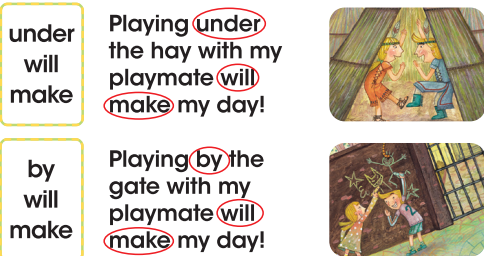 under
will
make
Playing under
the hay with my
playmate will
make my day!
by
will
make
Playing by the
gate with my
playmate will
make my day!